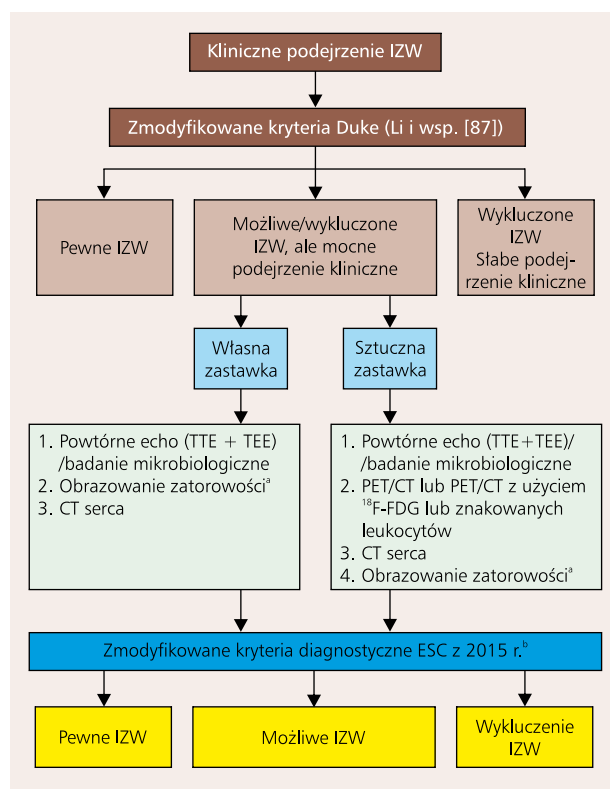 Kliniczne podejrzenie IZW
Zmodyfikowane kryteria Duke (Li i wsp. [87])
Pewne IZW
Możliwe/wykluczone
IZW, ale mocne
podejrzenie kliniczne
Wykluczone
IZW
Słabe podej-
rzenie kliniczne
Własna
zastawka
Sztuczna
zastawka
1. Powtórne echo (TTE + TEE)
/badanie mikrobiologiczne
2. Obrazowanie zatorowościᵃ
3. CT serca
1. Powtórne echo (TTE+TEE)/
/badanie mikrobiologiczne
2. PET/CT lub PET/CT z użyciem
¹⁸F-FDG lub znakowanych
leukocytów
3. CT serca
4. Obrazowanie zatorowościᵃ
Zmodyfikowane kryteria diagnostyczne ESC z 2015 r.ᵇ
Pewne IZW
Możliwe IZW
Wykluczenie
IZW